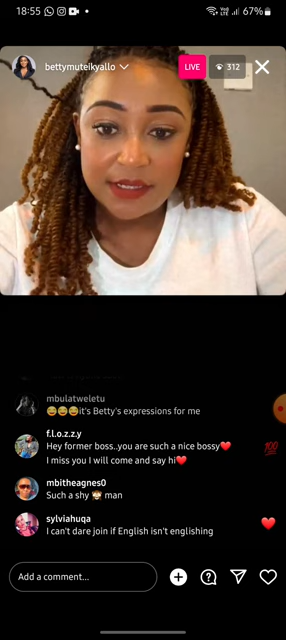 18:55
67%
bettymuteikyallo
LIVE
312
mbulatweletu
😅😅😅it's Betty's expressions for me
f.l.o.z.z.y
Hey former boss..you are such a nice bossy❤️
I miss you I will come and say hi❤️
mbitheagnes0
Such a shy man
sylviahuqa
I can't dare join if English isn't englishing
Add a comment...